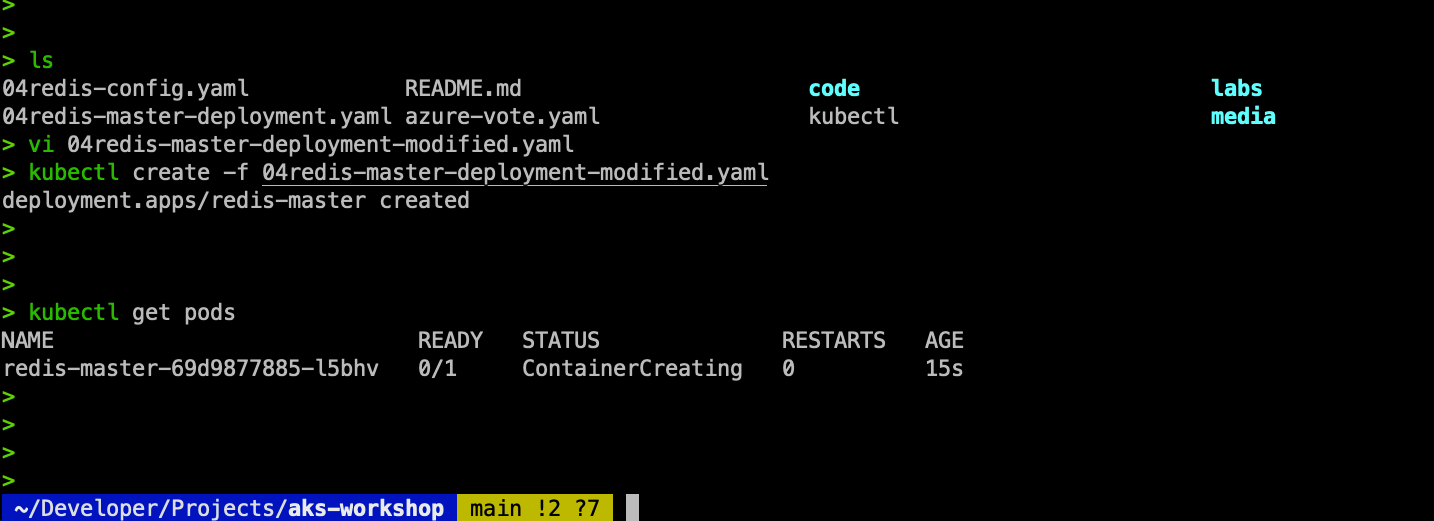 >
>
> ls
04redis-config.yaml README.md code labs
04redis-master-deployment.yaml azure-vote.yaml kubectl media
> vi 04redis-master-deployment-modified.yaml
> kubectl create -f 04redis-master-deployment-modified.yaml
deployment.apps/redis-master created
>
>
>
> kubectl get pods
NAME READY STATUS RESTARTS AGE
redis-master-69d9877885-l5bhv 0/1 ContainerCreating 0 15s
>
>
>
>
~/Developer/Projects/aks-workshop main !2 ?7